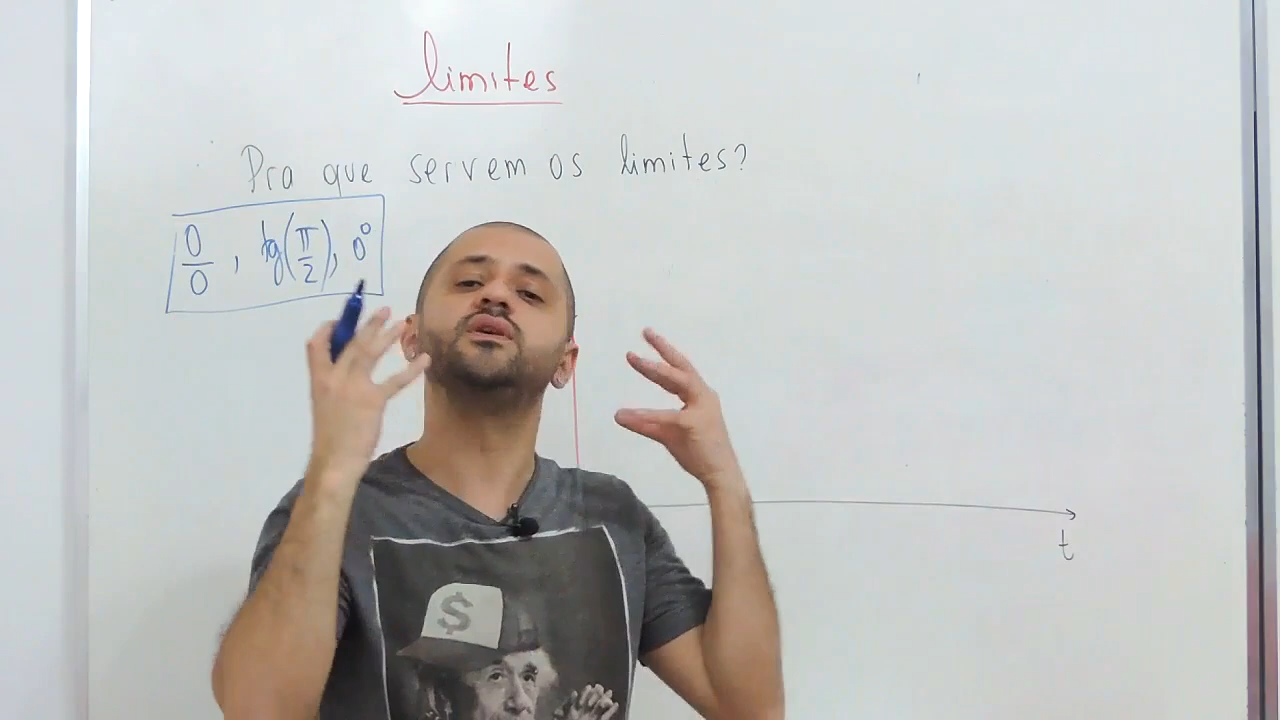 limites
Pra que servem os limites?
0/0 , tg(π/2), 0⁰
t
$